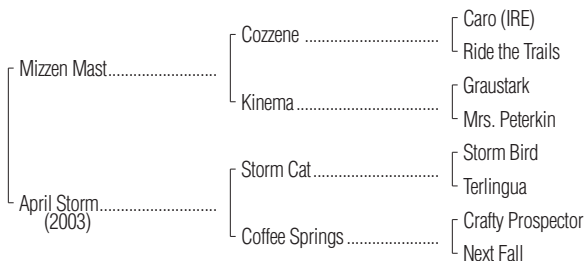 Caro (IRE)
Cozzene ........................
Ride the Trails
Mizzen Mast........................
Graustark
Kinema ........................
Mrs. Peterkin
Storm Bird
Storm Cat........................
Terlingua
April Storm........................
(2003)
Crafty Prospector
Coffee Springs ........................
Next Fall